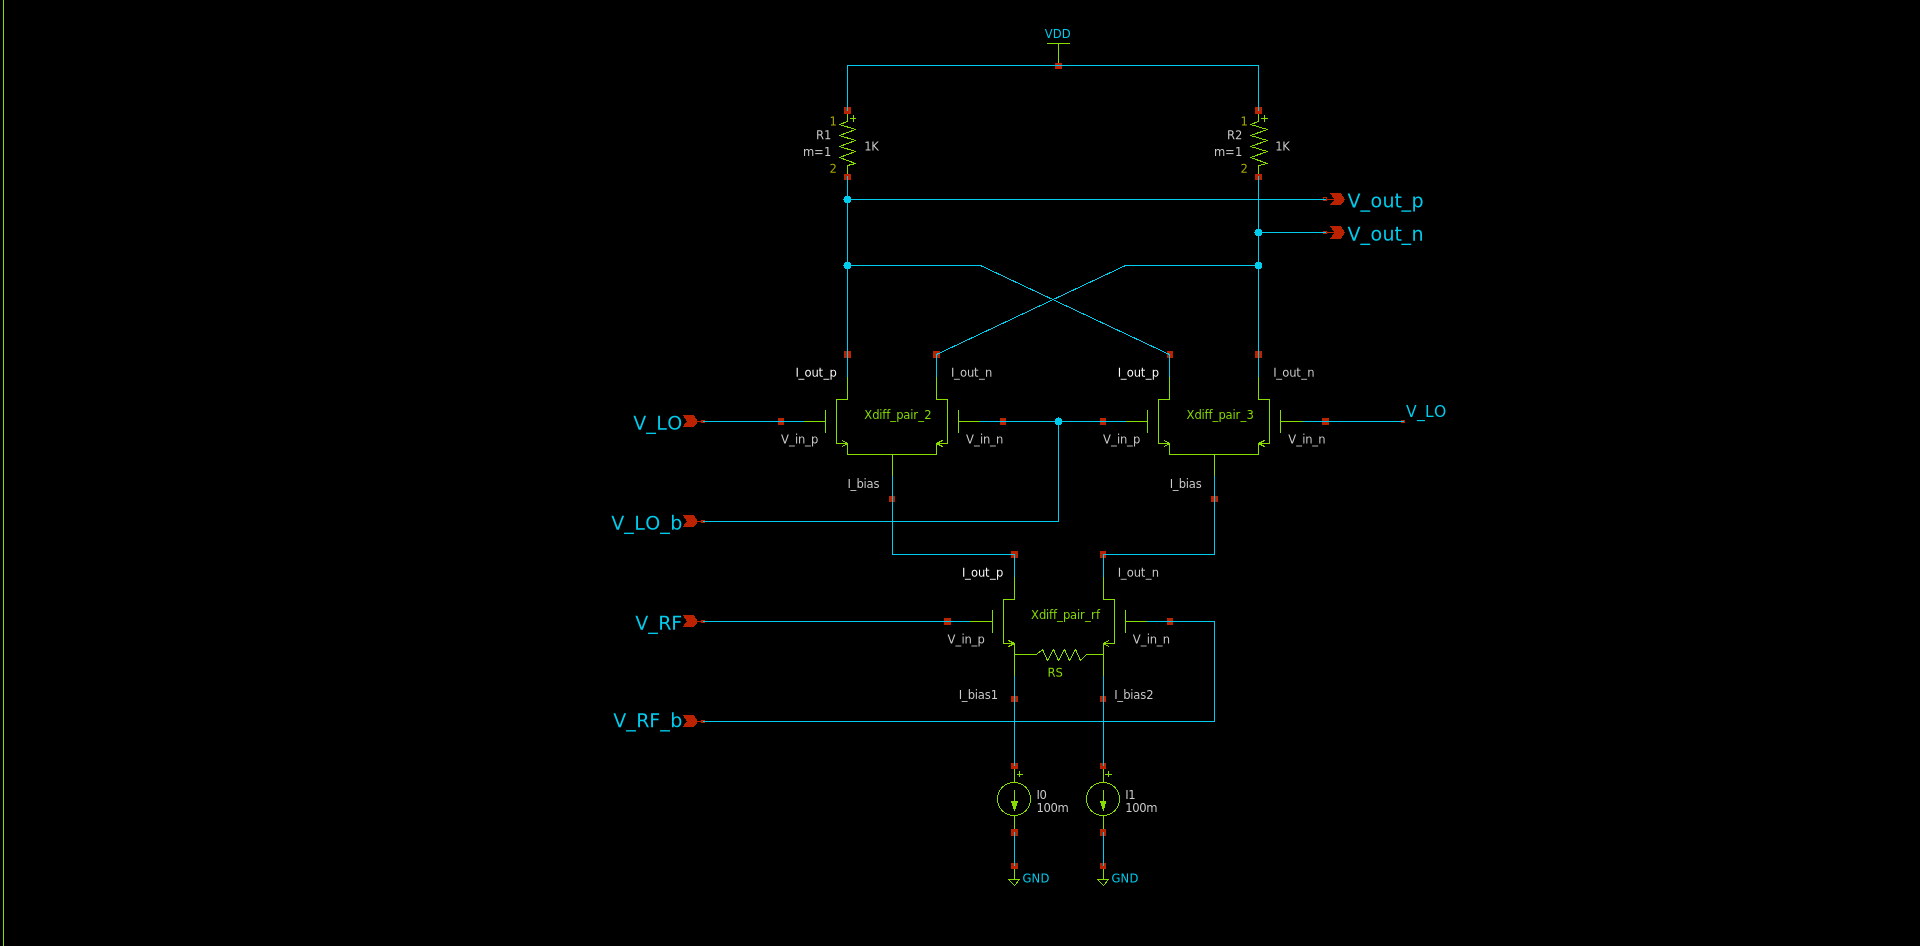 VDD
1
R1
1K
m=1
2
1
R2
1K
m=1
2
V_out_p
V_out_n
I_out_p
I_out_n
I_out_p
I_out_n
V_LO
Xdiff_pair_2
Xdiff_pair_3
V_LO
V_in_p
V_in_n
V_in_p
V_in_n
I_bias
I_bias
V_LO_b
I_out_p
I_out_n
V_RF
Xdiff_pair_rf
V_in_p
V_in_n
RS
I_bias1
I_bias2
V_RF_b
+
+
I0
100m
I1
100m
GND
GND